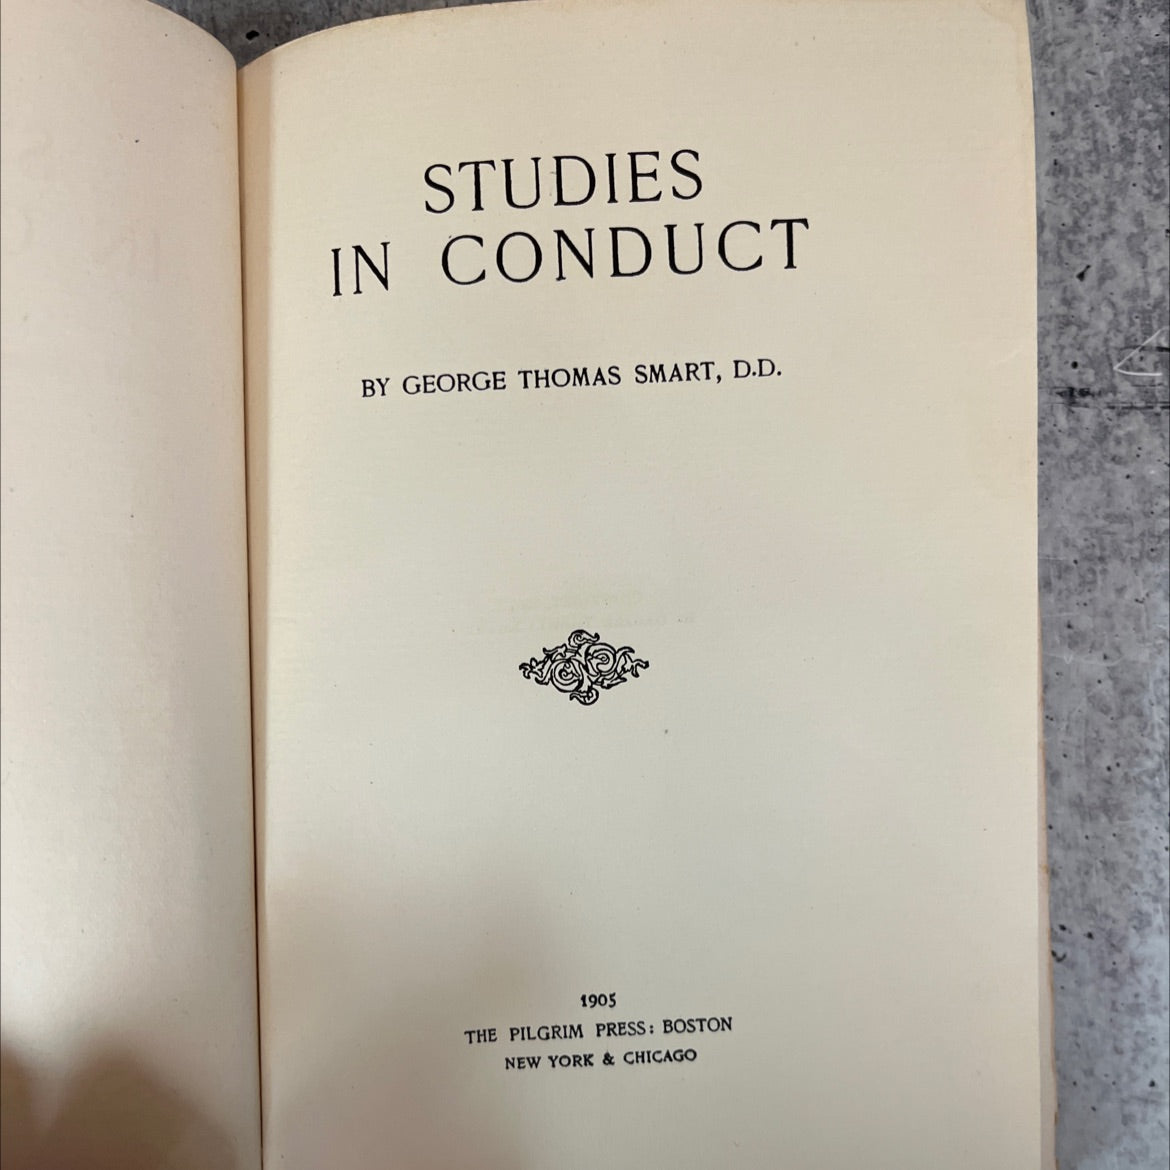 STUDIES
IN CONDUCT
BY GEORGE THOMAS SMART, D.D.
1905
THE PILGRIM PRESS: BOSTON
NEW YORK & CHICAGO